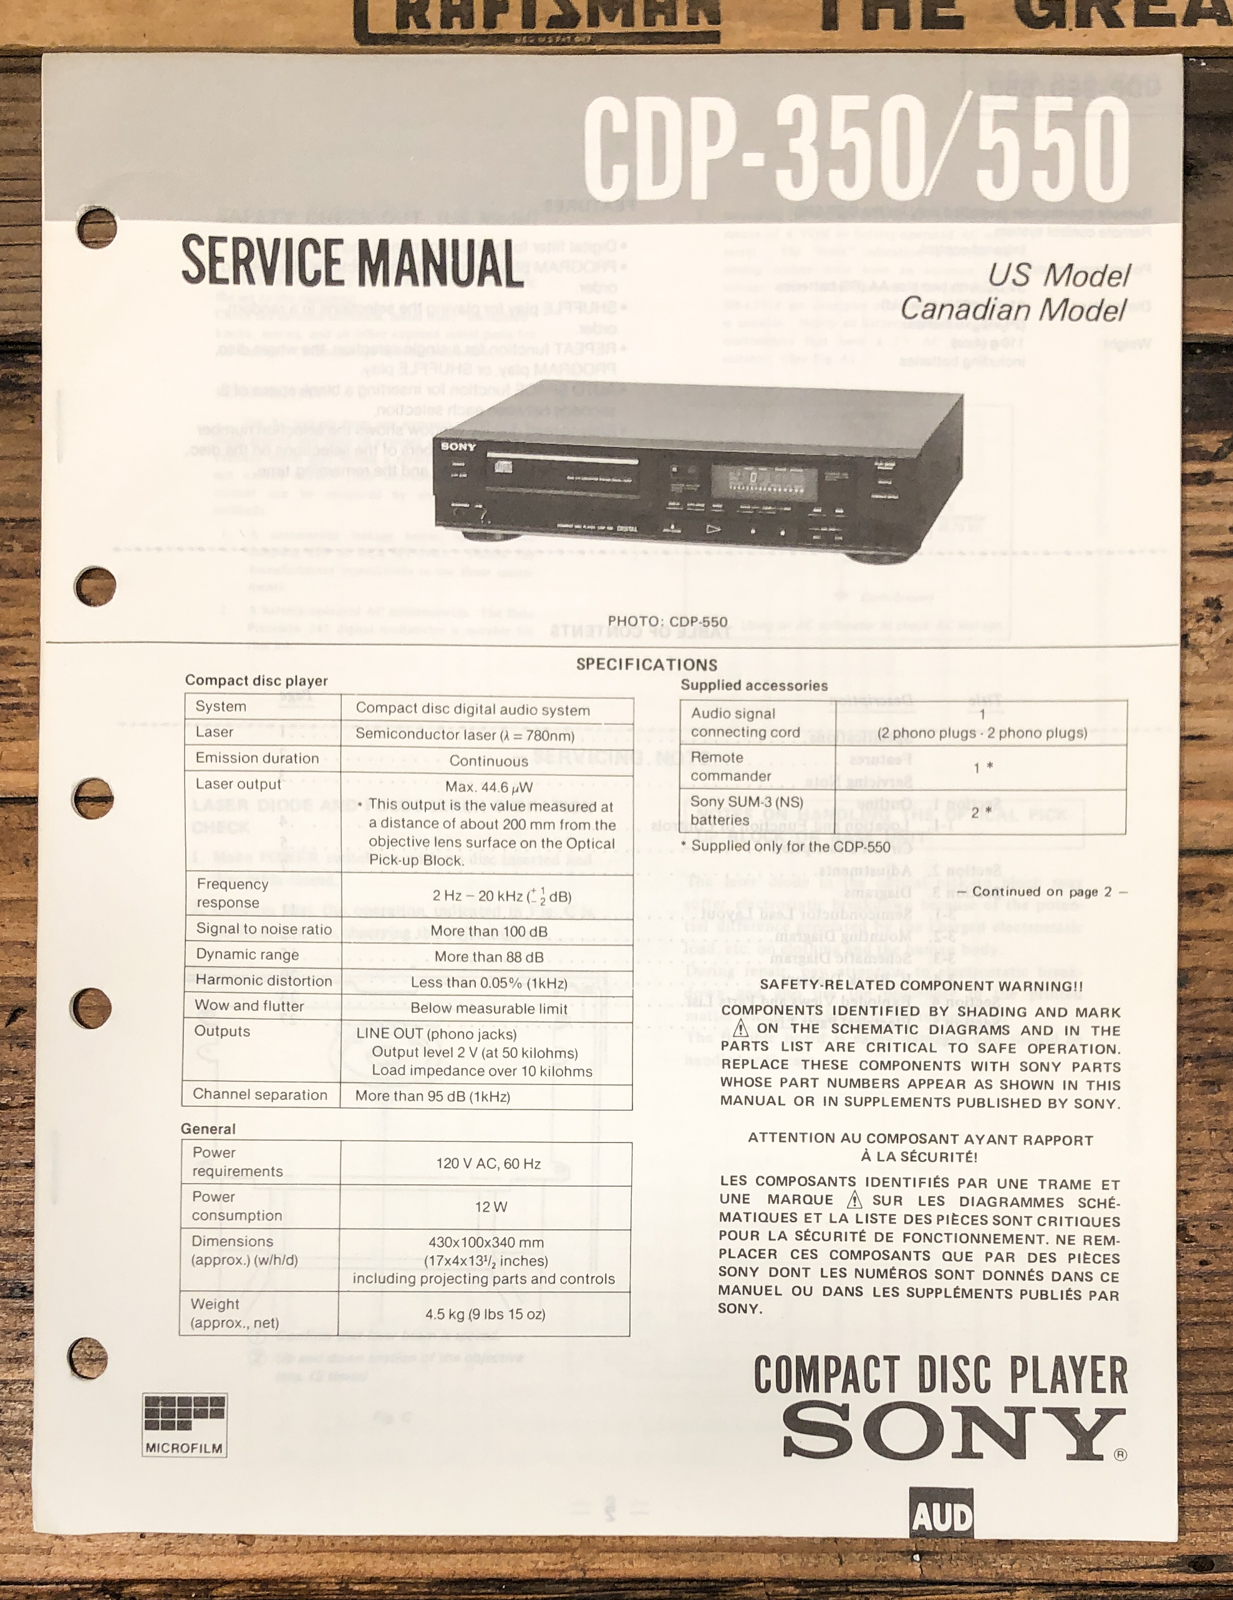 CRAFTSMAN THE GREA
CDP-350/550
SERVICE MANUAL
US Model
Canadian Model
SONY
DIGITAL
PHOTO: CDP-550
SPECIFICATIONS
Compact disc player
System Compact disc digital audio system
Laser Semiconductor laser (λ = 780nm)
Emission duration Continuous
Laser output Max. 44.6 μW
• This output is the value measured at
a distance of about 200 mm from the
objective lens surface on the Optical
Pick-up Block.
Frequency
response 2 Hz – 20 kHz (+1 -2 dB)
Signal to noise ratio More than 100 dB
Dynamic range More than 88 dB
Harmonic distortion Less than 0.05% (1kHz)
Wow and flutter Below measurable limit
Outputs LINE OUT (phono jacks)
Output level 2 V (at 50 kilohms)
Load impedance over 10 kilohms
Channel separation More than 95 dB (1kHz)
General
Power
requirements 120 V AC, 60 Hz
Power
consumption 12 W
Dimensions
(approx.) (w/h/d) 430x100x340 mm
(17x4x13 1/2 inches)
including projecting parts and controls
Weight
(approx., net) 4.5 kg (9 lbs 15 oz)
Supplied accessories
Audio signal
connecting cord 1
(2 phono plugs - 2 phono plugs)
Remote
commander 1 *
Sony SUM-3 (NS)
batteries 2 *
* Supplied only for the CDP-550
— Continued on page 2 —
SAFETY-RELATED COMPONENT WARNING!!
COMPONENTS IDENTIFIED BY SHADING AND MARK
⚠ ON THE SCHEMATIC DIAGRAMS AND IN THE
PARTS LIST ARE CRITICAL TO SAFE OPERATION.
REPLACE THESE COMPONENTS WITH SONY PARTS
WHOSE PART NUMBERS APPEAR AS SHOWN IN THIS
MANUAL OR IN SUPPLEMENTS PUBLISHED BY SONY.
ATTENTION AU COMPOSANT AYANT RAPPORT
À LA SÉCURITÉ!
LES COMPOSANTS IDENTIFIÉS PAR UNE TRAME ET
UNE MARQUE ⚠ SUR LES DIAGRAMMES SCHÉ-
MATIQUES ET LA LISTE DES PIÈCES SONT CRITIQUES
POUR LA SÉCURITÉ DE FONCTIONNEMENT. NE REM-
PLACER CES COMPOSANTS QUE PAR DES PIÈCES
SONY DONT LES NUMÉROS SONT DONNÉS DANS CE
MANUEL OU DANS LES SUPPLÉMENTS PUBLIÉS PAR
SONY.
MICROFILM
COMPACT DISC PLAYER
SONY®
AUD